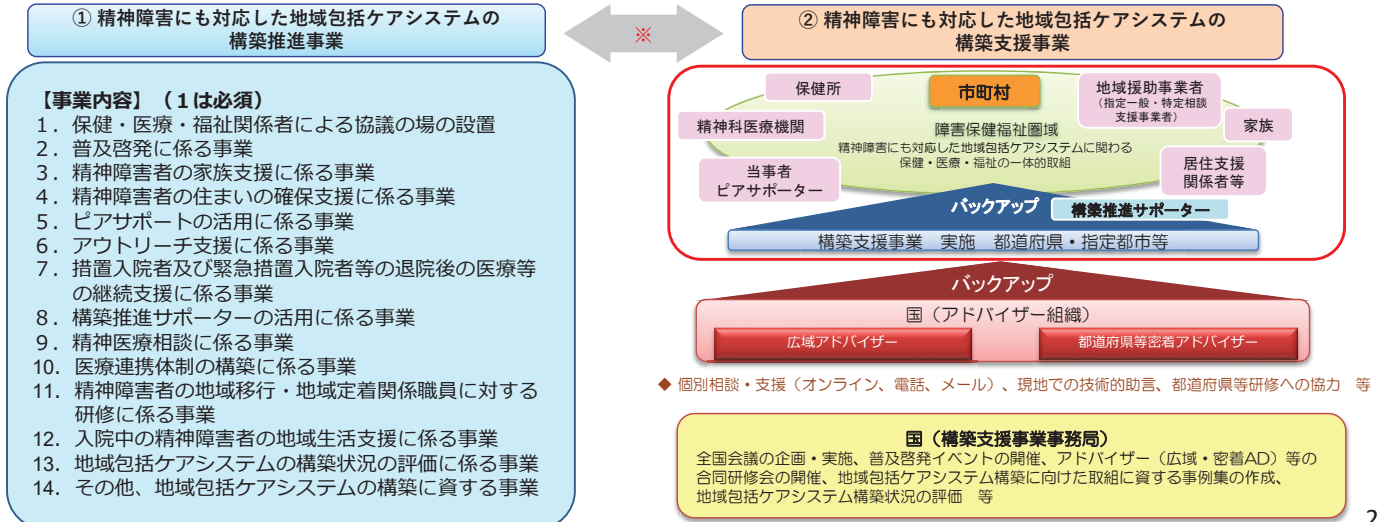 ① 精神障害にも対応した地域包括ケアシステムの
構築推進事業
※
② 精神障害にも対応した地域包括ケアシステムの
構築支援事業
【事業内容】（１は必須）
１．保健・医療・福祉関係者による協議の場の設置
２．普及啓発に係る事業
３．精神障害者の家族支援に係る事業
４．精神障害者の住まいの確保支援に係る事業
５．ピアサポートの活用に係る事業
６．アウトリーチ支援に係る事業
７．措置入院者及び緊急措置入院者等の退院後の医療等
の継続支援に係る事業
８．構築推進サポーターの活用に係る事業
９．精神医療相談に係る事業
10．医療連携体制の構築に係る事業
11．精神障害者の地域移行・地域定着関係職員に対する
研修に係る事業
12．入院中の精神障害者の地域生活支援に係る事業
13．地域包括ケアシステムの構築状況の評価に係る事業
14．その他、地域包括ケアシステムの構築に資する事業
保健所
市町村
地域援助事業者
（指定一般・特定相談
支援事業者）
精神科医療機関
家族
障害保健福祉圏域
精神障害にも対応した地域包括ケアシステムに関わる
保健・医療・福祉の一体的取組
当事者
ピアサポーター
居住支援
関係者等
バックアップ
構築推進サポーター
構築支援事業　実施　都道府県・指定都市等
バックアップ
国（アドバイザー組織）
広域アドバイザー
都道府県等密着アドバイザー
◆ 個別相談・支援（オンライン、電話、メール）、現地での技術的助言、都道府県等研修への協力　等
国（構築支援事業事務局）
全国会議の企画・実施、普及啓発イベントの開催、アドバイザー（広域・密着AD）等の
合同研修会の開催、地域包括ケアシステム構築に向けた取組に資する事例集の作成、
地域包括ケアシステム構築状況の評価　等
2